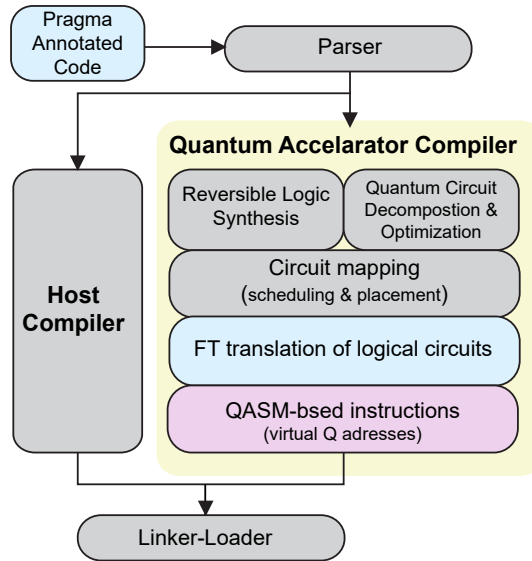 Pragma
Annotated
Code
Parser
Quantum Accelarator Compiler
Reversible Logic
Synthesis
Quantum Circuit
Decompostion &
Optimization
Circuit mapping
(scheduling & placement)
Host
Compiler
FT translation of logical circuits
QASM-bsed instructions
(virtual Q adresses)
Linker-Loader